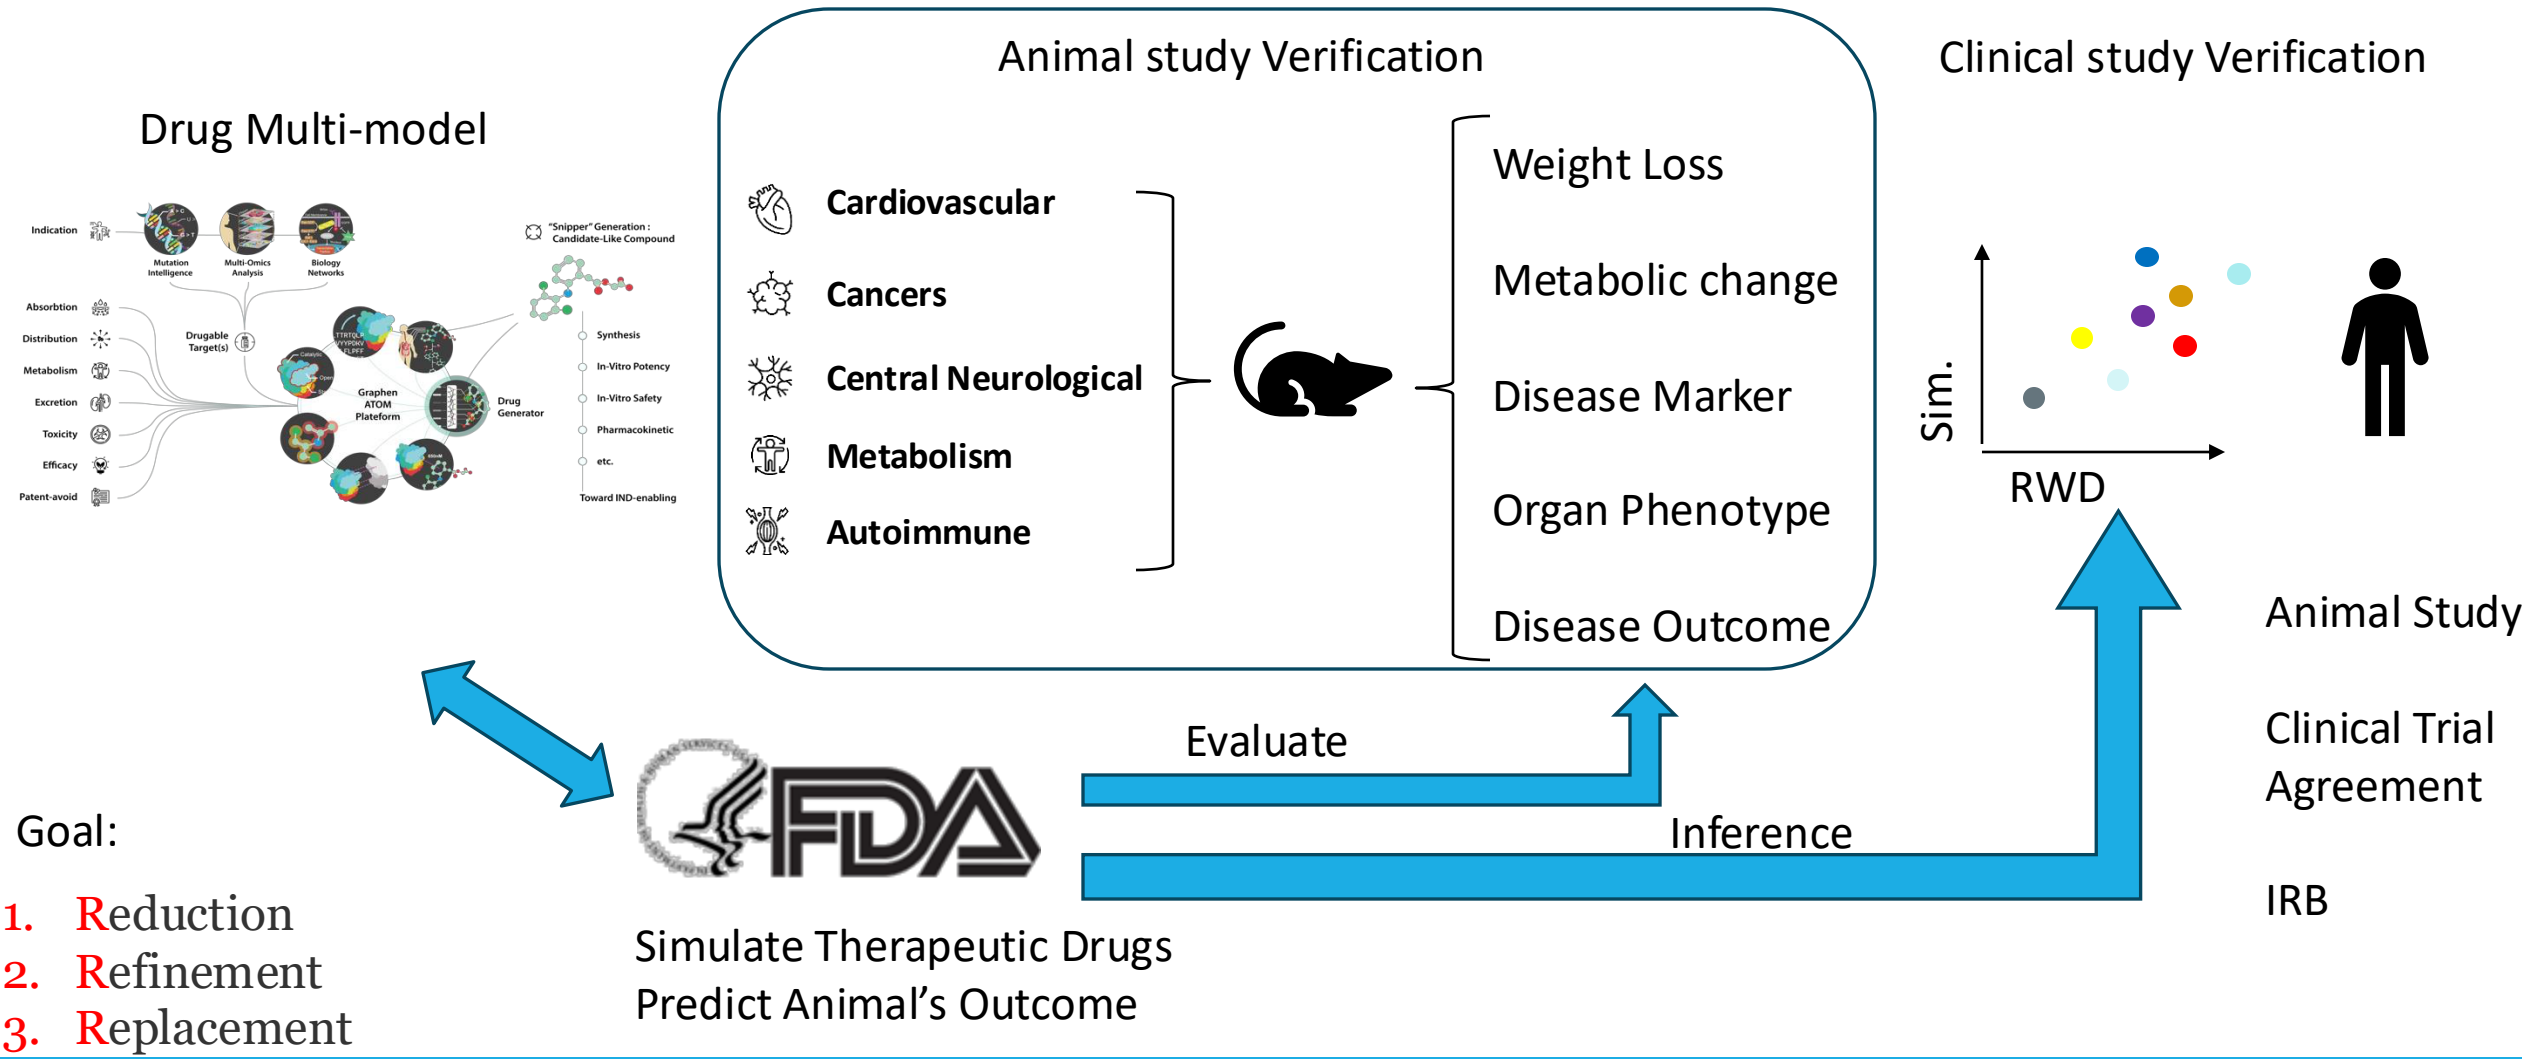 Drug Multi-model
Indication
Mutation
Intelligence
Multi-Omics
Analysis
Biology
Networks
Absorbtion
Distribution
Metabolism
Excretion
Toxicity
Efficacy
Patent-avoid
Drugable
Target(s)
Graphen
ATOM
Plateform
Drug
Generator
"Snipper" Generation :
Candidate-Like Compound
Synthesis
In-Vitro Potency
In-Vitro Safety
Pharmacokinetic
etc.
Toward IND-enabling
Animal study Verification
Cardiovascular
Cancers
Central Neurological
Metabolism
Autoimmune
Weight Loss
Metabolic change
Disease Marker
Organ Phenotype
Disease Outcome
Clinical study Verification
Sim.
RWD
Animal Study
Clinical Trial
Agreement
IRB
Evaluate
Inference
FDA
Simulate Therapeutic Drugs
Predict Animal's Outcome
Goal:
1. Reduction
2. Refinement
3. Replacement